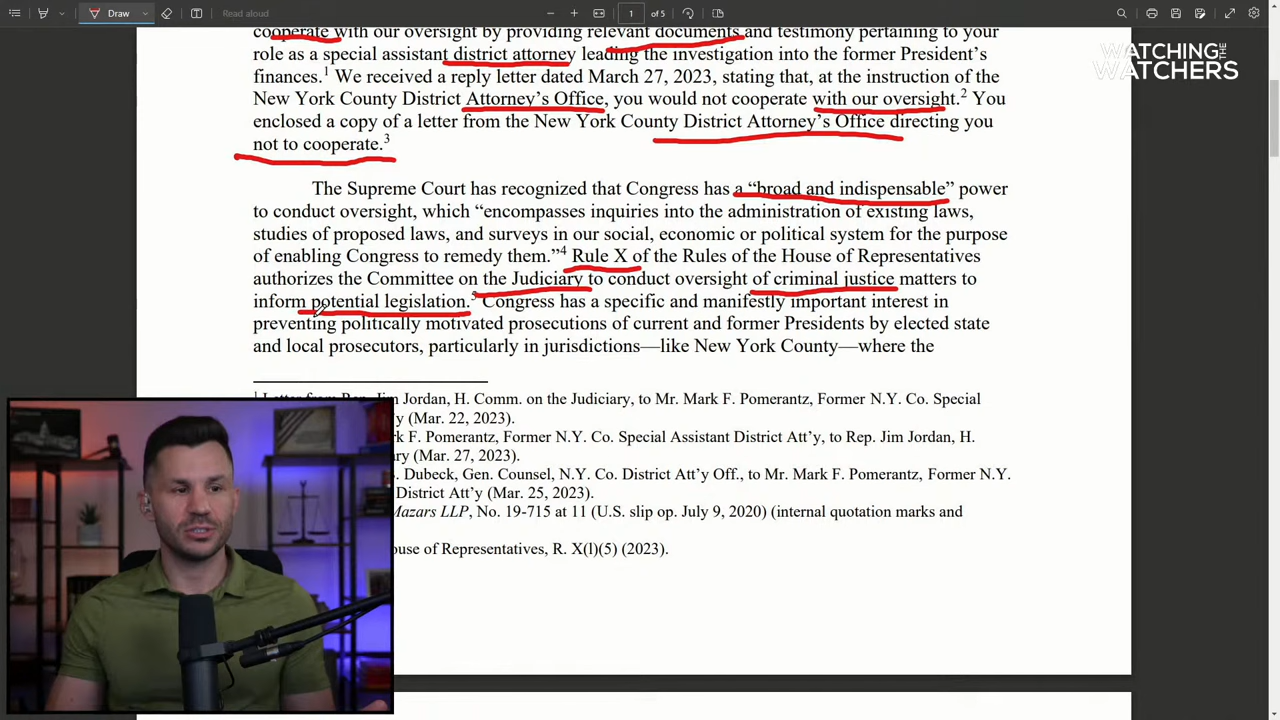 Draw
Read aloud
1 of 5
WATCHING THE WATCHERS
cooperate with our oversight by providing relevant documents and testimony pertaining to your
role as a special assistant district attorney leading the investigation into the former President's
finances.1 We received a reply letter dated March 27, 2023, stating that, at the instruction of the
New York County District Attorney's Office, you would not cooperate with our oversight.2 You
enclosed a copy of a letter from the New York County District Attorney's Office directing you
not to cooperate.3
The Supreme Court has recognized that Congress has a “broad and indispensable” power
to conduct oversight, which “encompasses inquiries into the administration of existing laws,
studies of proposed laws, and surveys in our social, economic or political system for the purpose
of enabling Congress to remedy them.”4 Rule X of the Rules of the House of Representatives
authorizes the Committee on the Judiciary to conduct oversight of criminal justice matters to
inform potential legislation.5 Congress has a specific and manifestly important interest in
preventing politically motivated prosecutions of current and former Presidents by elected state
and local prosecutors, particularly in jurisdictions—like New York County—where the
1 Letter from Rep. Jim Jordan, H. Comm. on the Judiciary, to Mr. Mark F. Pomerantz, Former N.Y. Co. Special
y (Mar. 22, 2023).
k F. Pomerantz, Former N.Y. Co. Special Assistant District Att'y, to Rep. Jim Jordan, H.
ary (Mar. 27, 2023).
. Dubeck, Gen. Counsel, N.Y. Co. District Att'y Off., to Mr. Mark F. Pomerantz, Former N.Y.
District Att'y (Mar. 25, 2023).
Mazars LLP, No. 19-715 at 11 (U.S. slip op. July 9, 2020) (internal quotation marks and
ouse of Representatives, R. X(l)(5) (2023).